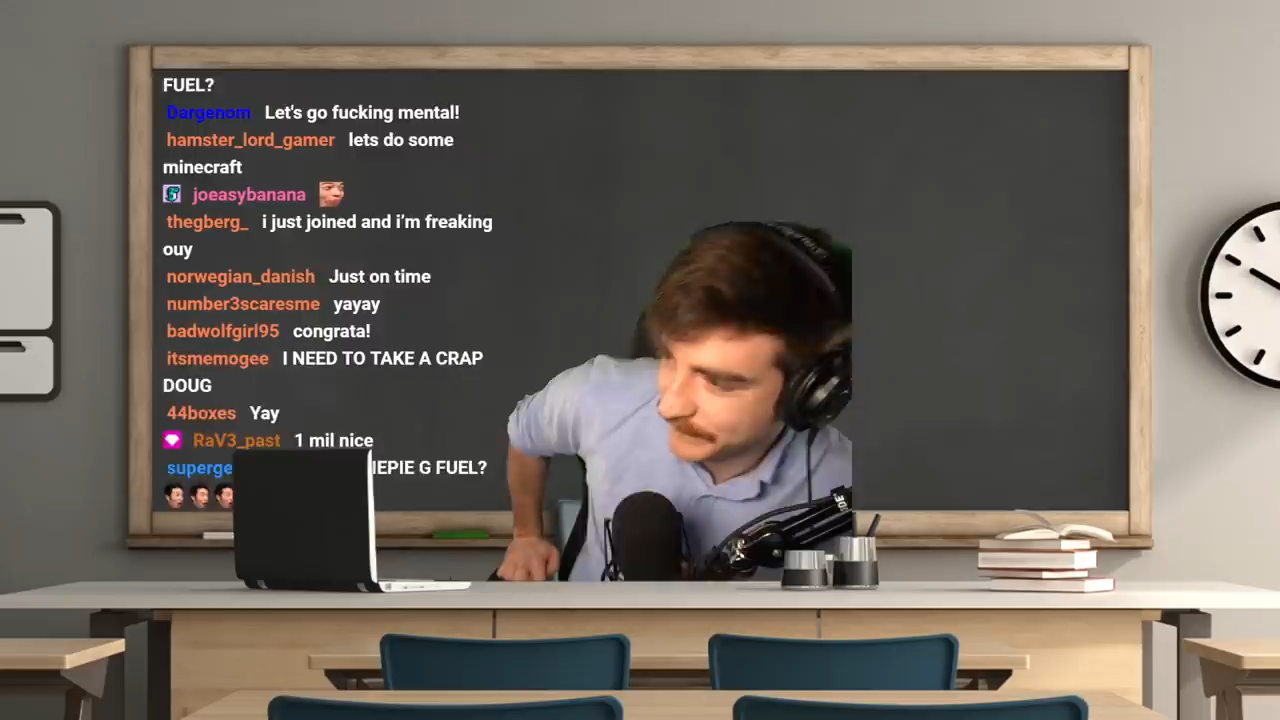 FUEL?
Dargenom Let's go fucking mental!
hamster_lord_gamer lets do some
minecraft
joeasybanana
thegberg_ i just joined and i'm freaking
ouy
norwegian_danish Just on time
number3scaresme yayay
badwolfgirl95 congrata!
itsmemogee I NEED TO TAKE A CRAP
DOUG
44boxes Yay
RaV3_past 1 mil nice
G FUEL?